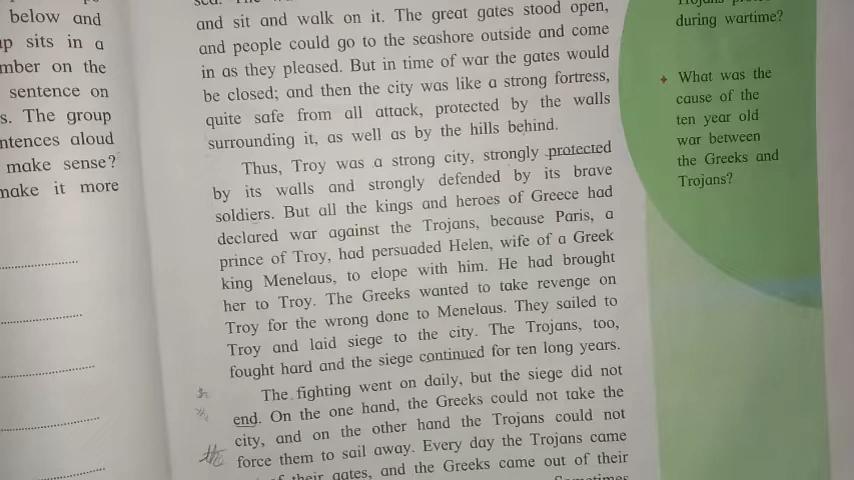 below and
sits in a
mber on the
sentence on
s. The group
ntences aloud
make sense?
make it more
and sit and walk on it. The great gates stood open,
and people could go to the seashore outside and come
in as they pleased. But in time of war the gates would
be closed; and then the city was like a strong fortress,
quite safe from all attack, protected by the walls
surrounding it, as well as by the hills behind.
Thus, Troy was a strong city, strongly protected
by its walls and strongly defended by its brave
soldiers. But all the kings and heroes of Greece had
declared war against the Trojans, because Paris, a
prince of Troy, had persuaded Helen, wife of a Greek
king Menelaus, to elope with him. He had brought
her to Troy. The Greeks wanted to take revenge on
Troy for the wrong done to Menelaus. They sailed to
Troy and laid siege to the city. The Trojans, too,
fought hard and the siege continued for ten long years.
The fighting went on daily, but the siege did not
end. On the one hand, the Greeks could not take the
city, and on the other hand the Trojans could not
force them to sail away. Every day the Trojans came
of their gates, and the Greeks came out of their
Sometimes
during wartime?
What was the
cause of the
ten year old
war between
the Greeks and
Trojans?